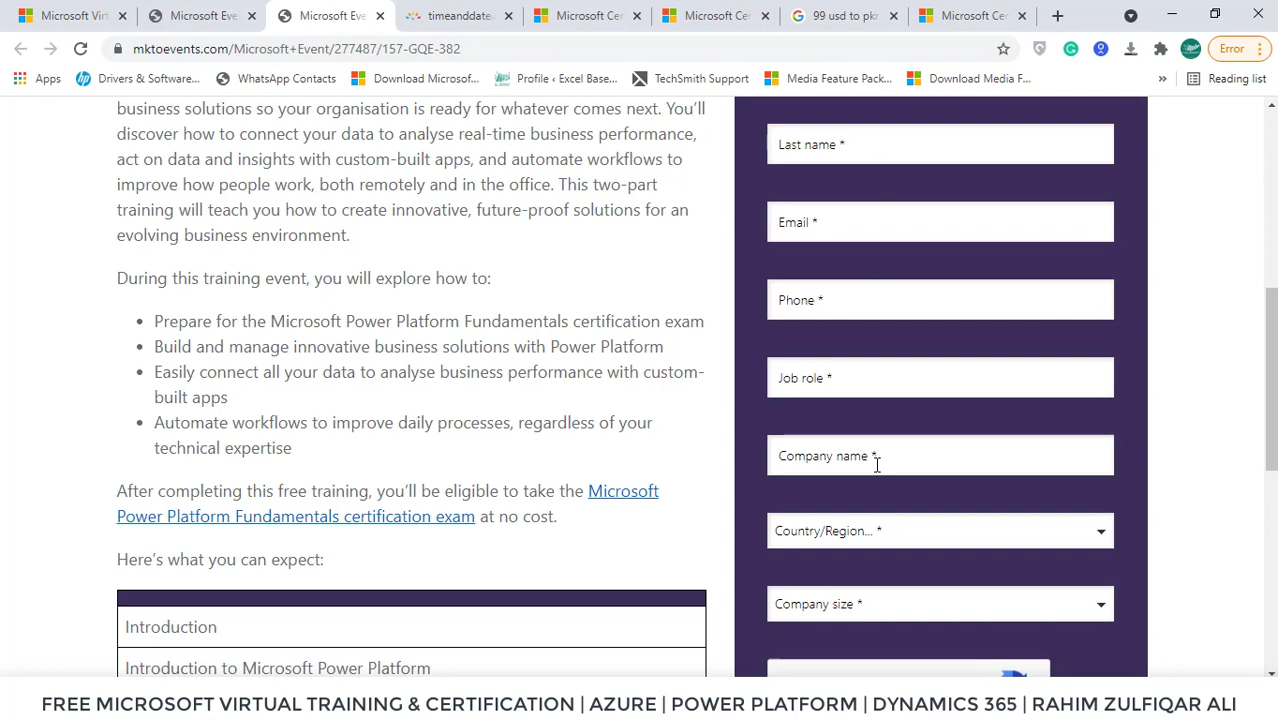 Microsoft Virt
Microsoft Eve
Microsoft Eve
timeanddate.
Microsoft Cer
Microsoft Cer
99 usd to pkr
Microsoft Cer
mktoevents.com/Microsoft+Event/277487/157-GQE-382
Error
Apps
Drivers & Software...
WhatsApp Contacts
Download Microsof...
Profile ‹ Excel Base...
TechSmith Support
Media Feature Pack...
Download Media F...
»
Reading list
business solutions so your organisation is ready for whatever comes next. You’ll
discover how to connect your data to analyse real-time business performance,
act on data and insights with custom-built apps, and automate workflows to
improve how people work, both remotely and in the office. This two-part
training will teach you how to create innovative, future-proof solutions for an
evolving business environment.
During this training event, you will explore how to:
• Prepare for the Microsoft Power Platform Fundamentals certification exam
• Build and manage innovative business solutions with Power Platform
• Easily connect all your data to analyse business performance with custom-
built apps
• Automate workflows to improve daily processes, regardless of your
technical expertise
After completing this free training, you’ll be eligible to take the Microsoft
Power Platform Fundamentals certification exam at no cost.
Here’s what you can expect:
Introduction
Introduction to Microsoft Power Platform
Last name *
Email *
Phone *
Job role *
Company name *
Country/Region... *
Company size *
FREE MICROSOFT VIRTUAL TRAINING & CERTIFICATION | AZURE | POWER PLATFORM | DYNAMICS 365 | RAHIM ZULFIQAR ALI